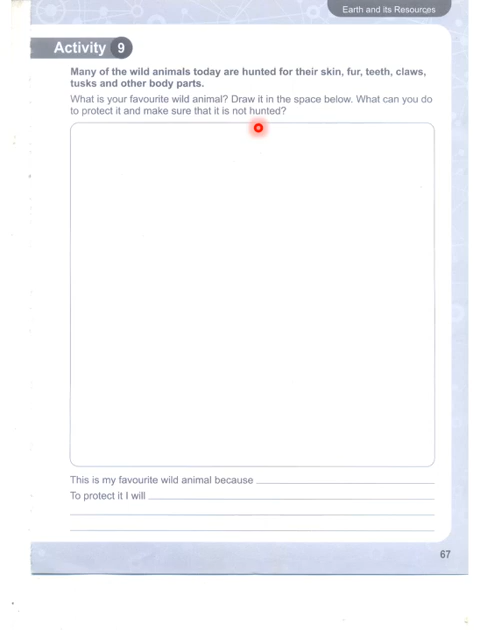 Earth and its Resources
Activity 9
Many of the wild animals today are hunted for their skin, fur, teeth, claws,
tusks and other body parts.
What is your favourite wild animal? Draw it in the space below. What can you do
to protect it and make sure that it is not hunted?
This is my favourite wild animal because
To protect it I will
67